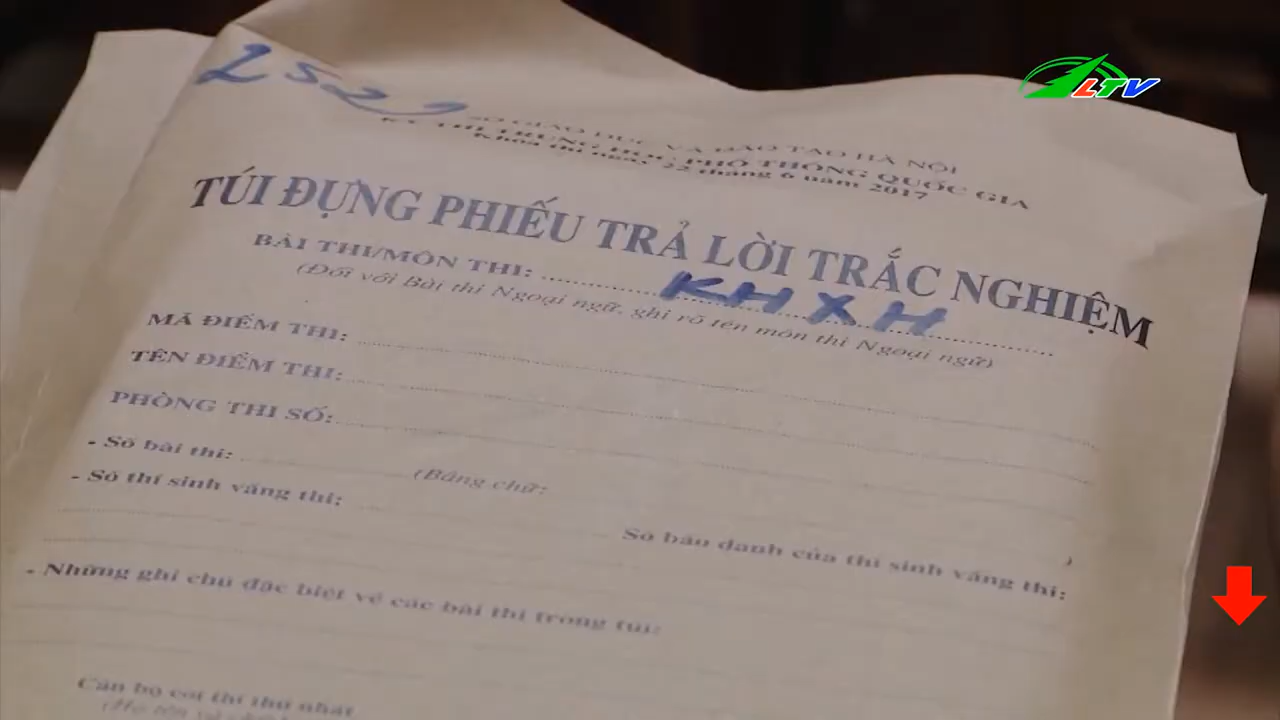 LTV
252
SỞ GIÁO DỤC VÀ ĐÀO TẠO HÀ NỘI
KỲ THI TRUNG HỌC PHỔ THÔNG QUỐC GIA
Khóa thi ngày 22 tháng 6 năm 2017
TÚI ĐỰNG PHIẾU TRẢ LỜI TRẮC NGHIỆM
BÀI THI/MÔN THI: KHXH
(Đối với Bài thi Ngoại ngữ, ghi rõ tên môn thi Ngoại ngữ)
MÃ ĐIỂM THI:
TÊN ĐIỂM THI:
PHÒNG THI SỐ:
- Số bài thi: (Bằng chữ: )
- Số thí sinh vắng thi: Số báo danh của thí sinh vắng thi:
- Những ghi chú đặc biệt về các bài thi trong túi:
Cán bộ coi thi thứ nhất